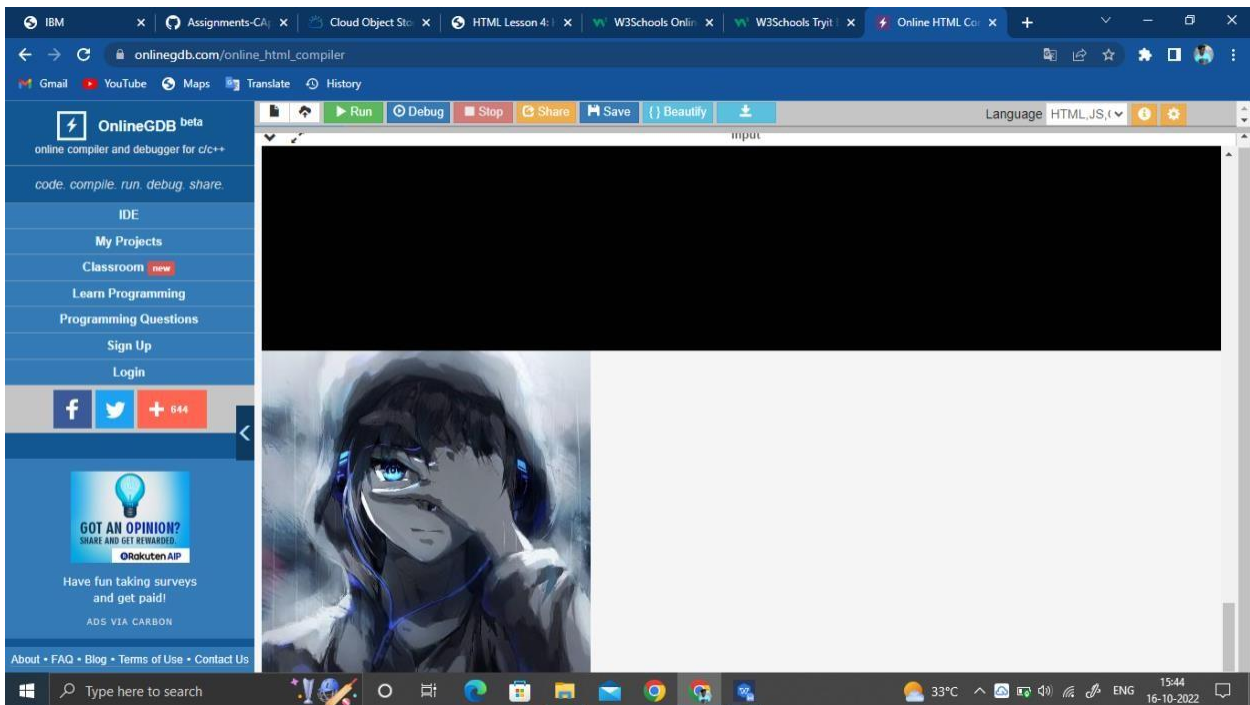 IBM
Assignments-CA
Cloud Object Sto
HTML Lesson 4:
W3Schools Onlin
W3Schools Tryit
Online HTML Co
onlinegdb.com/online_html_compiler
Gmail
YouTube
Maps
Translate
History
OnlineGDB beta
online compiler and debugger for c/c++
code. compile. run. debug. share.
IDE
My Projects
Classroom new
Learn Programming
Programming Questions
Sign Up
Login
f
+ 644
GOT AN OPINION?
SHARE AND GET REWARDED.
Rakuten AIP
Have fun taking surveys
and get paid!
ADS VIA CARBON
About • FAQ • Blog • Terms of Use • Contact Us
Run
Debug
Stop
Share
Save
{ } Beautify
Language HTML,JS,(
input
Type here to search
33°C
ENG
15:44
16-10-2022